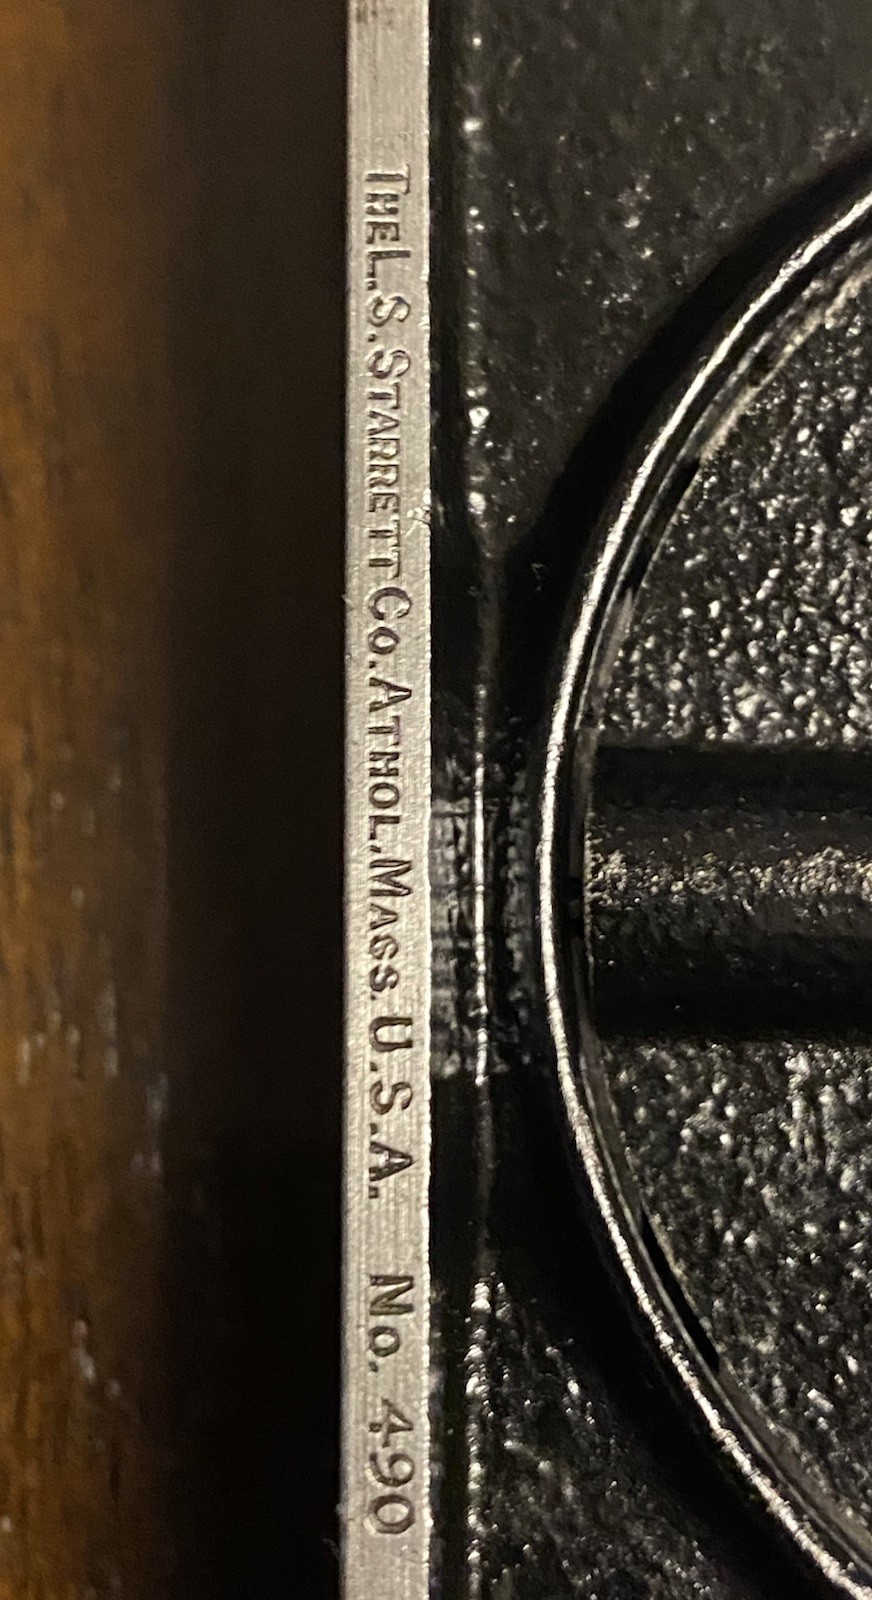 THE L.S. STARRETT CO. ATHOL, MASS. U.S.A. NO. 490